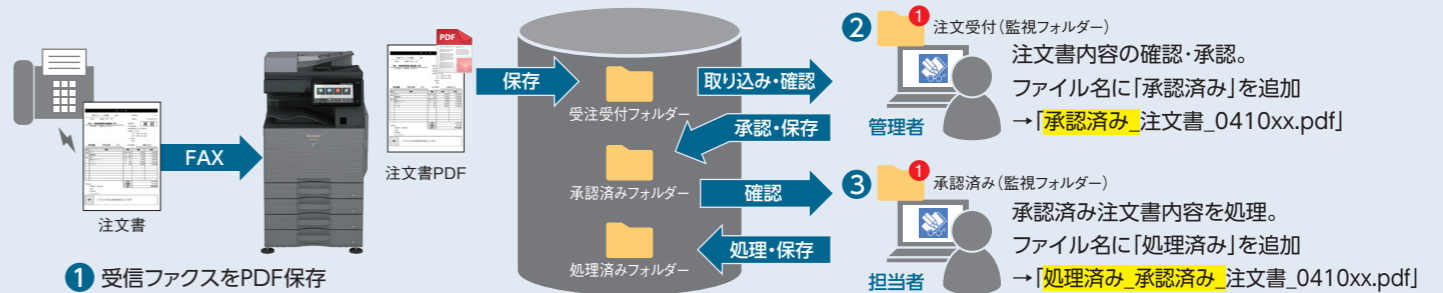 FAX
注文書
❶ 受信ファクスをPDF保存
PDF
注文書PDF
保存
受注受付フォルダー
承認済みフォルダー
処理済みフォルダー
取り込み・確認
承認・保存
確認
処理・保存
❷
1
注文受付(監視フォルダー)
注文書内容の確認・承認。
ファイル名に「承認済み」を追加
→「承認済み_注文書_0410xx.pdf」
管理者
❸
1
承認済み(監視フォルダー)
承認済み注文書内容を処理。
ファイル名に「処理済み」を追加
→「処理済み_承認済み_注文書_0410xx.pdf」
担当者